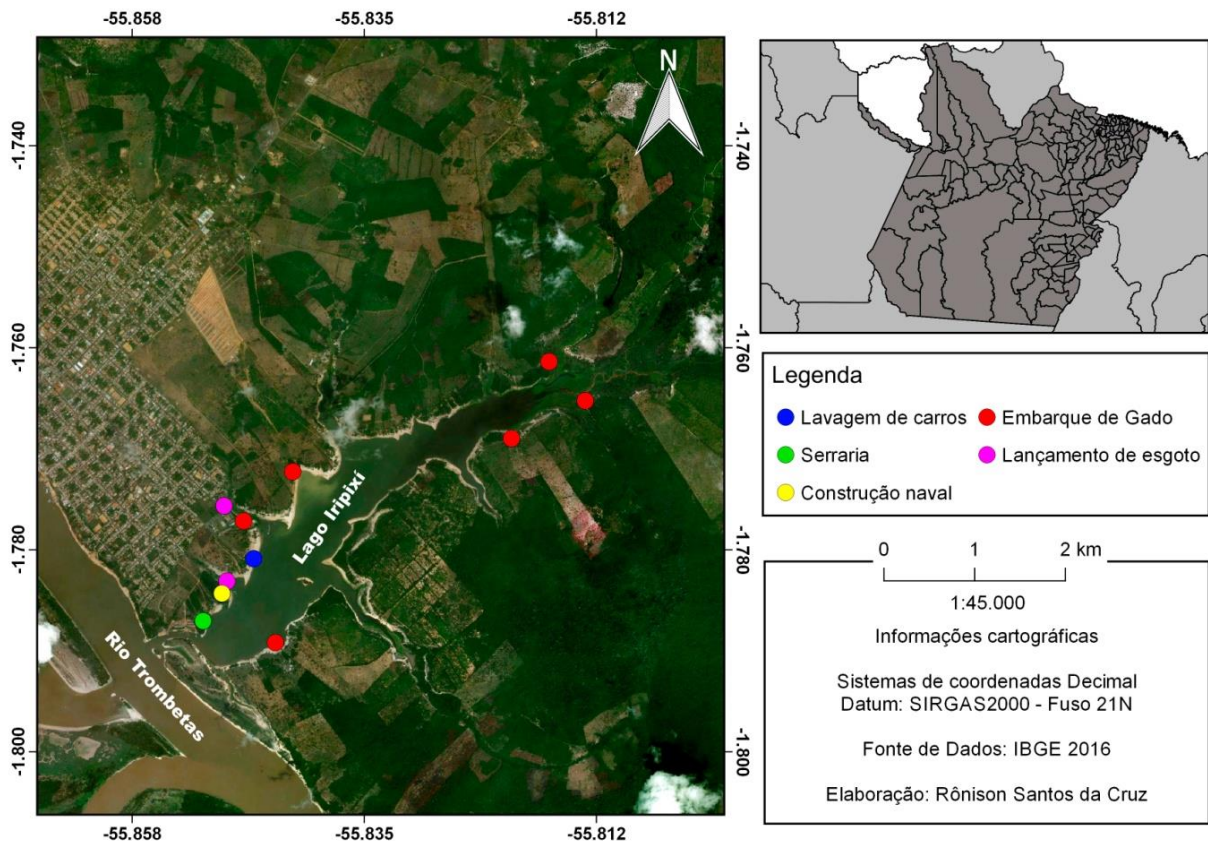 -55.858 -55.835 -55.812
N
-1.740 -1.740
-1.760 -1.760
-1.780 -1.780
-1.800 -1.800
Lago Iripixí
Rio Trombetas
-55.858 -55.835 -55.812
Legenda
Lavagem de carros
Embarque de Gado
Serraria
Lançamento de esgoto
Construção naval
0 1 2 km
1:45.000
Informações cartográficas
Sistemas de coordenadas Decimal
Datum: SIRGAS2000 - Fuso 21N
Fonte de Dados: IBGE 2016
Elaboração: Rônison Santos da Cruz